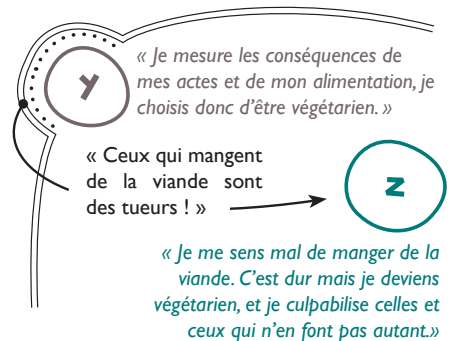 « Je mesure les conséquences de
mes actes et de mon alimentation, je
choisis donc d'être végétarien. »
Y
« Ceux qui mangent
de la viande sont
des tueurs ! »
Z
« Je me sens mal de manger de la
viande. C'est dur mais je deviens
végétarien, et je culpabilise celles et
ceux qui n'en font pas autant.»